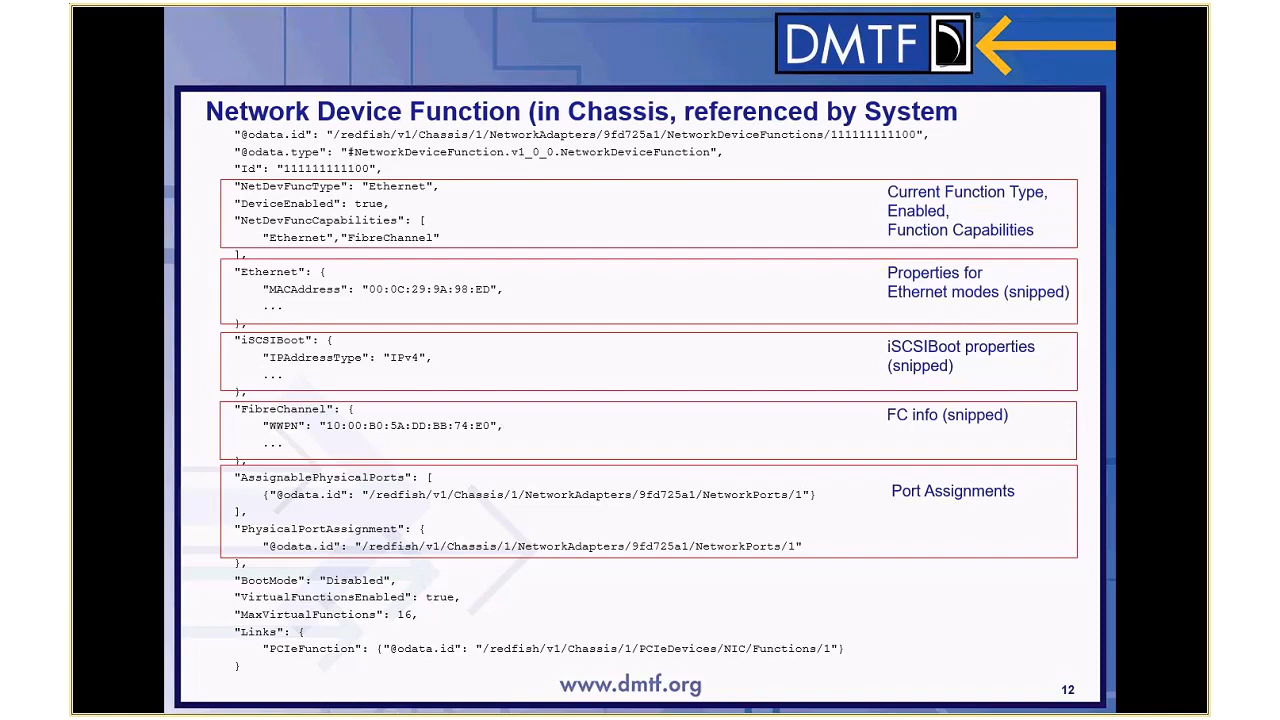 DMTF
Network Device Function (in Chassis, referenced by System
"@odata.id": "/redfish/v1/Chassis/1/NetworkAdapters/9fd725a1/NetworkDeviceFunctions/111111111100",
"@odata.type": "#NetworkDeviceFunction.v1_0_0.NetworkDeviceFunction",
"Id": "111111111100",
"NetDevFuncType": "Ethernet",
"DeviceEnabled": true,
"NetDevFuncCapabilities": [
"Ethernet","FibreChannel"
],
Current Function Type,
Enabled,
Function Capabilities
"Ethernet": {
"MACAddress": "00:0C:29:9A:98:ED",
...
},
Properties for
Ethernet modes (snipped)
"iSCSIBoot": {
"IPAddressType": "IPv4",
...
},
iSCSIBoot properties
(snipped)
"FibreChannel": {
"WWPN": "10:00:B0:5A:DD:BB:74:E0",
...
},
FC info (snipped)
"AssignablePhysicalPorts": [
{"@odata.id": "/redfish/v1/Chassis/1/NetworkAdapters/9fd725a1/NetworkPorts/1"}
],
"PhysicalPortAssignment": {
"@odata.id": "/redfish/v1/Chassis/1/NetworkAdapters/9fd725a1/NetworkPorts/1"
},
Port Assignments
"BootMode": "Disabled",
"VirtualFunctionsEnabled": true,
"MaxVirtualFunctions": 16,
"Links": {
"PCIeFunction": {"@odata.id": "/redfish/v1/Chassis/1/PCIeDevices/NIC/Functions/1"}
}
www.dmtf.org
12